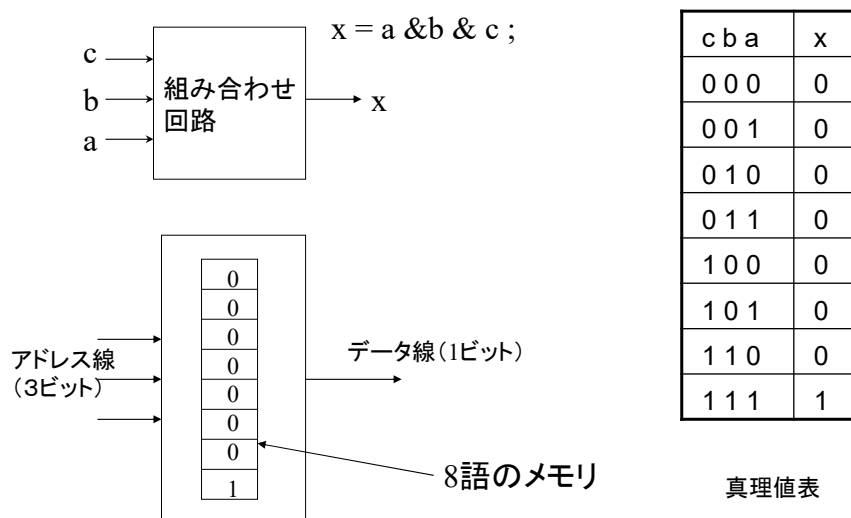 x = a &b & c ;
c
b
a
組み合わせ
回路
x
アドレス線
(3ビット)
0
0
0
0
0
0
0
1
データ線(1ビット)
8語のメモリ
c b a x
0 0 0 0
0 0 1 0
0 1 0 0
0 1 1 0
1 0 0 0
1 0 1 0
1 1 0 0
1 1 1 1
真理値表